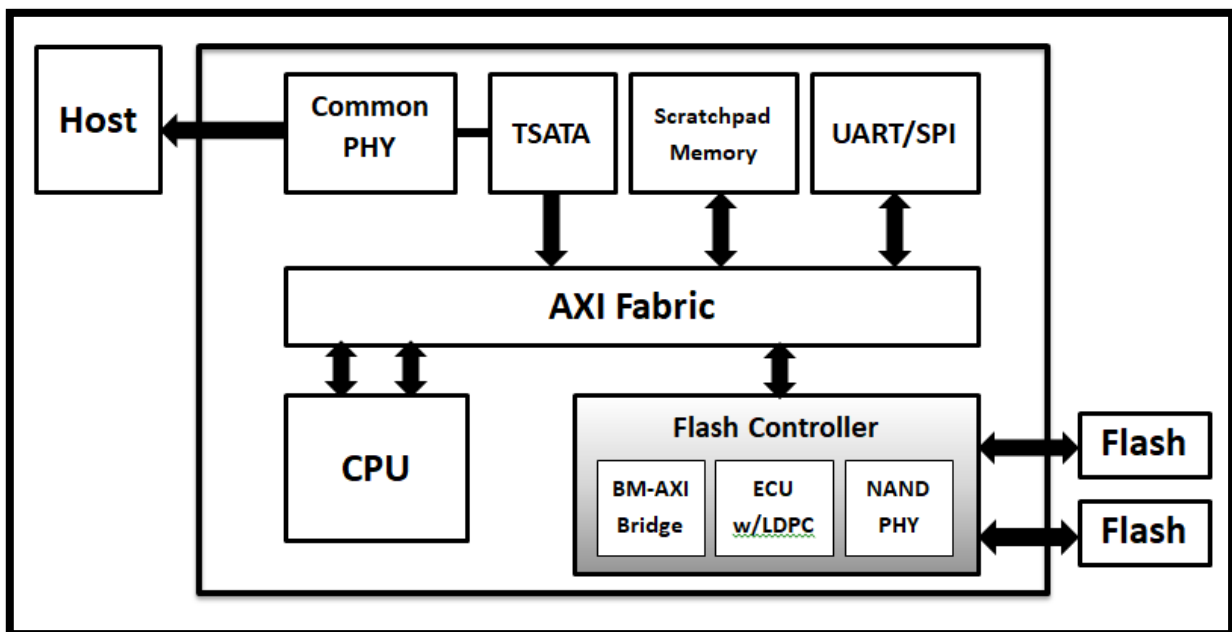 Host
Common
PHY
TSATA
Scratchpad
Memory
UART/SPI
AXI Fabric
CPU
Flash Controller
BM-AXI
Bridge
ECU
w/LDPC
NAND
PHY
Flash
Flash